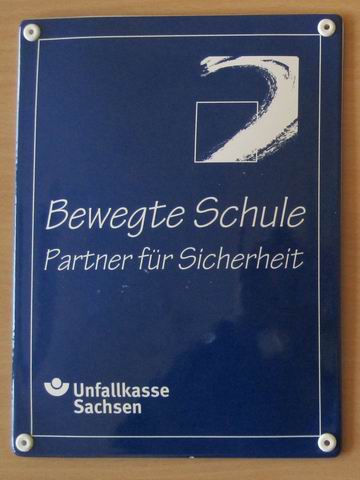 Bewegte Schule
Partner für Sicherheit
Unfallkasse
Sachsen